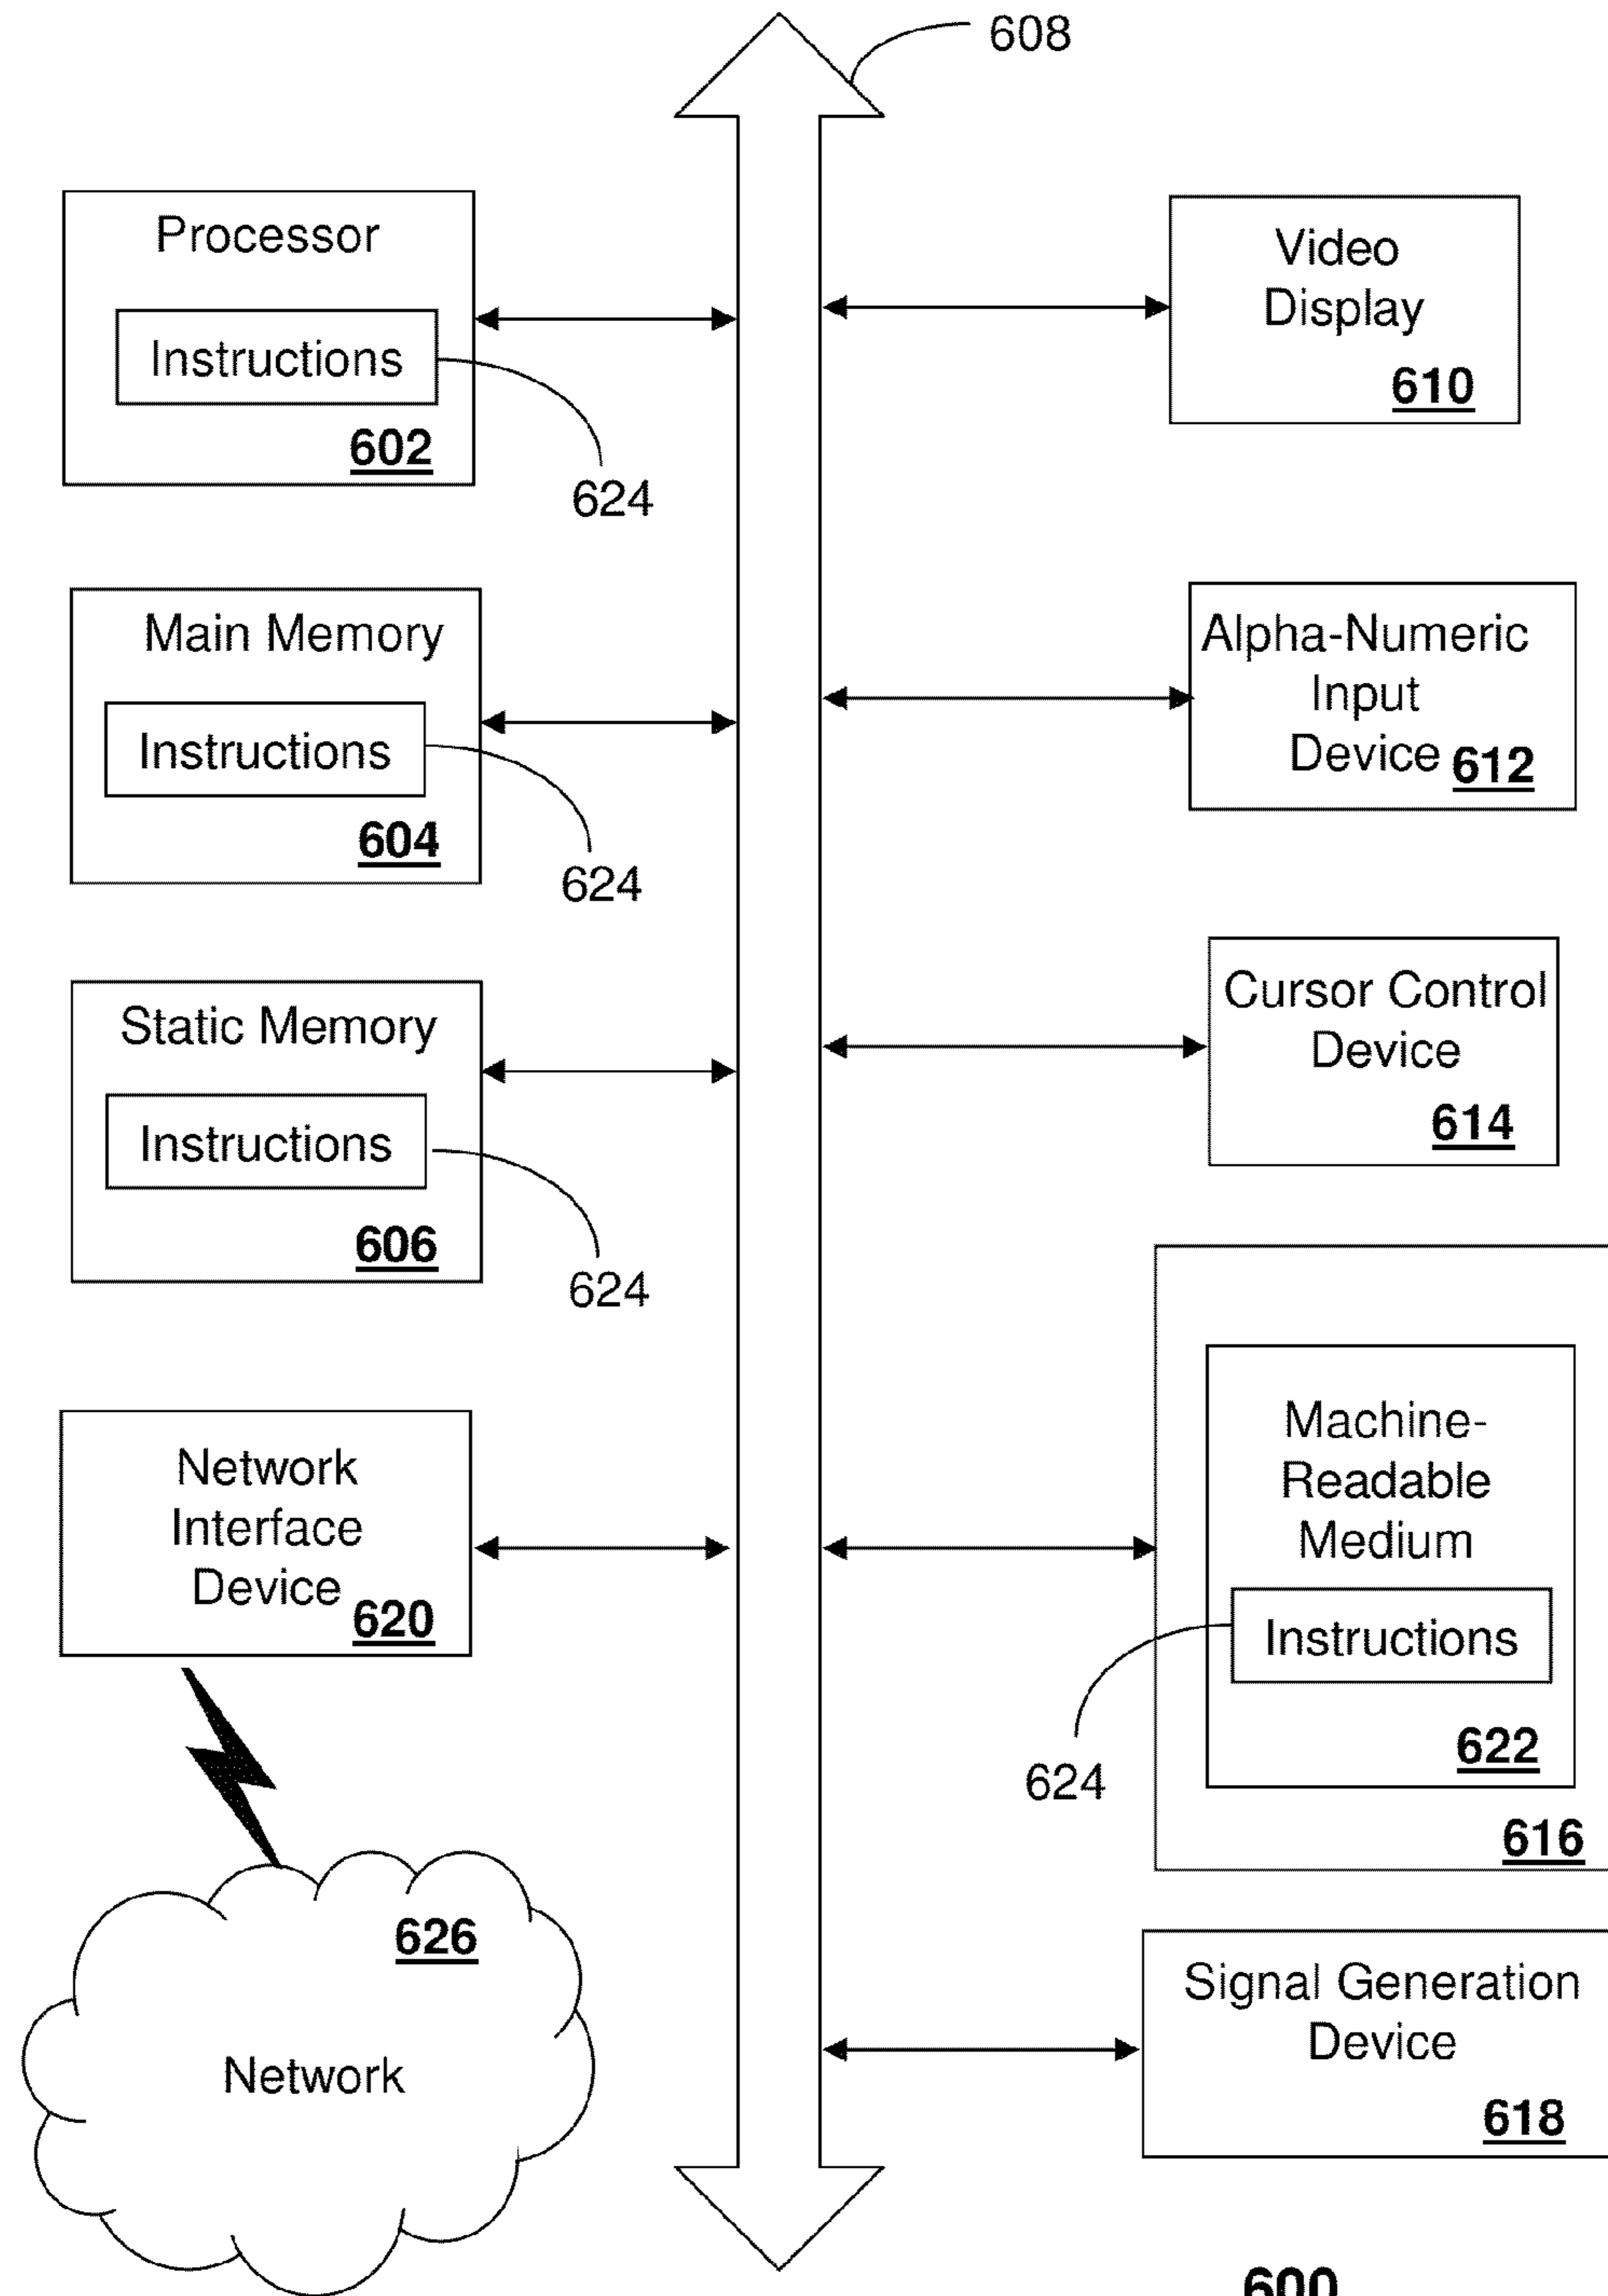 608
Processor
Instructions
602
624
Main Memory
Instructions
604
624
Static Memory
Instructions
606
624
Network
Interface
Device
620
626
Network
Video
Display
610
Alpha-Numeric
Input
Device
612
Cursor Control
Device
614
Machine-
Readable
Medium
Instructions
624
622
616
Signal Generation
Device
618
600